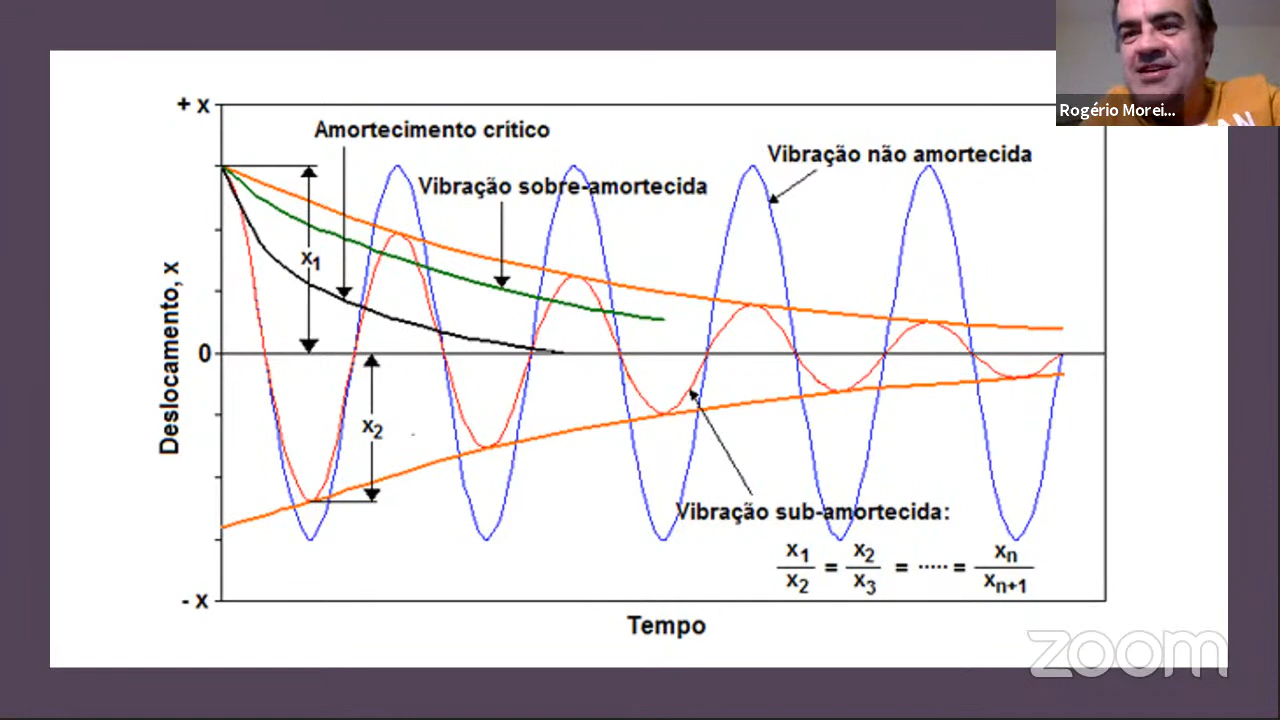 Rogério Morei...
+ x
Amortecimento crítico
Vibração não amortecida
Vibração sobre-amortecida
x1
Deslocamento, x
0
x2
Vibração sub-amortecida:
x1/x2 = x2/x3 = ..... = xn/xn+1
- x
Tempo
zoom